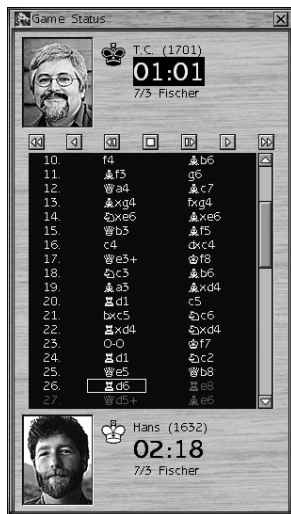 Game Status
T.C. (1701)
01:01
7/3 Fischer
10. f4 ♗b6
11. ♗f3 g6
12. ♕a4 ♗c7
13. ♗xg4 fxg4
14. ♘xe6 ♗xe6
15. ♕b3 ♗f5
16. c4 dxc4
17. ♕e3+ ♔f8
18. ♘c3 ♗b6
19. ♗a3 ♗xd4
20. ♖d1 c5
21. bxc5 ♘c6
22. ♖xd4 ♘xd4
23. O-O ♔f7
24. ♖d1 ♘c2
25. ♕e5 ♕b8
26. ♖d6 ♖e8
27. ♕d5+ ♗e6
Hans (1632)
02:18
7/3 Fischer